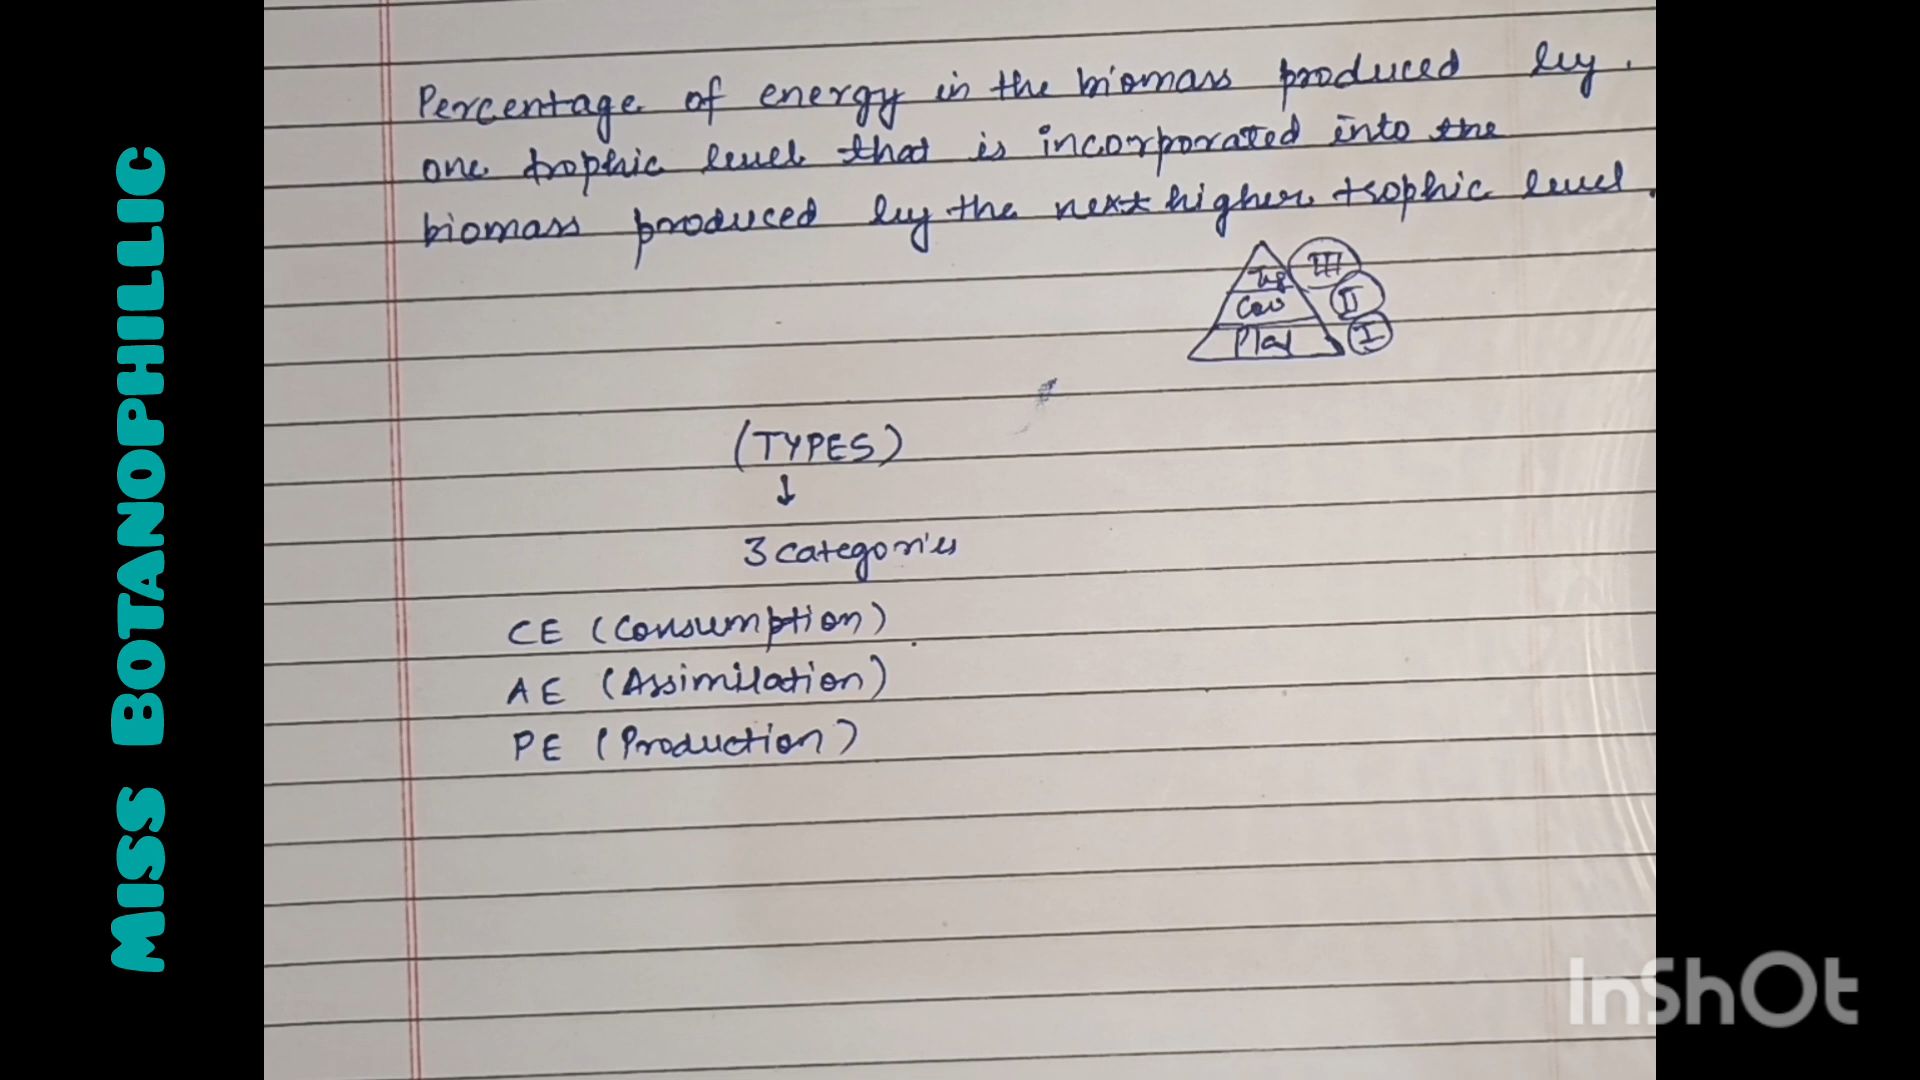 MISS BOTANOPHILLIC
Percentage of energy in the biomass produced by.
one trophic level that is incorporated into the
biomass produced by the next higher trophic level.
III
Cow
II
I
(TYPES)
↓
3 categories
CE (Consumption)
AE (Assimilation)
PE (Production)
InShOt